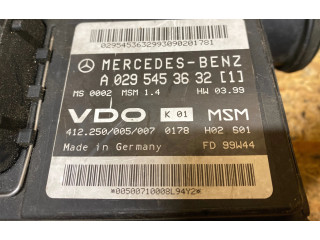 0295453632993090201781
MERCEDES-BENZ
A 029 545 36 32 [1]
MS 0002 MSM 1.4 HW 03.99
VDO K 01 MSM
412.250/005/007 0178 H02 S01
Made in Germany FD 99W44
*00500710008L94Y2*